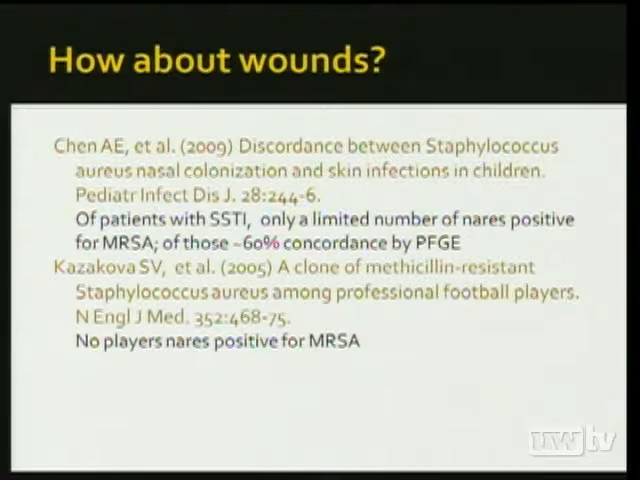 How about wounds?
Chen AE, et al. (2009) Discordance between Staphylococcus
aureus nasal colonization and skin infections in children.
Pediatr Infect Dis J. 28:244-6.
Of patients with SSTI, only a limited number of nares positive
for MRSA; of those ~60% concordance by PFGE
Kazakova SV, et al. (2005) A clone of methicillin-resistant
Staphylococcus aureus among professional football players.
N Engl J Med. 352:468-75.
No players nares positive for MRSA
uwtv